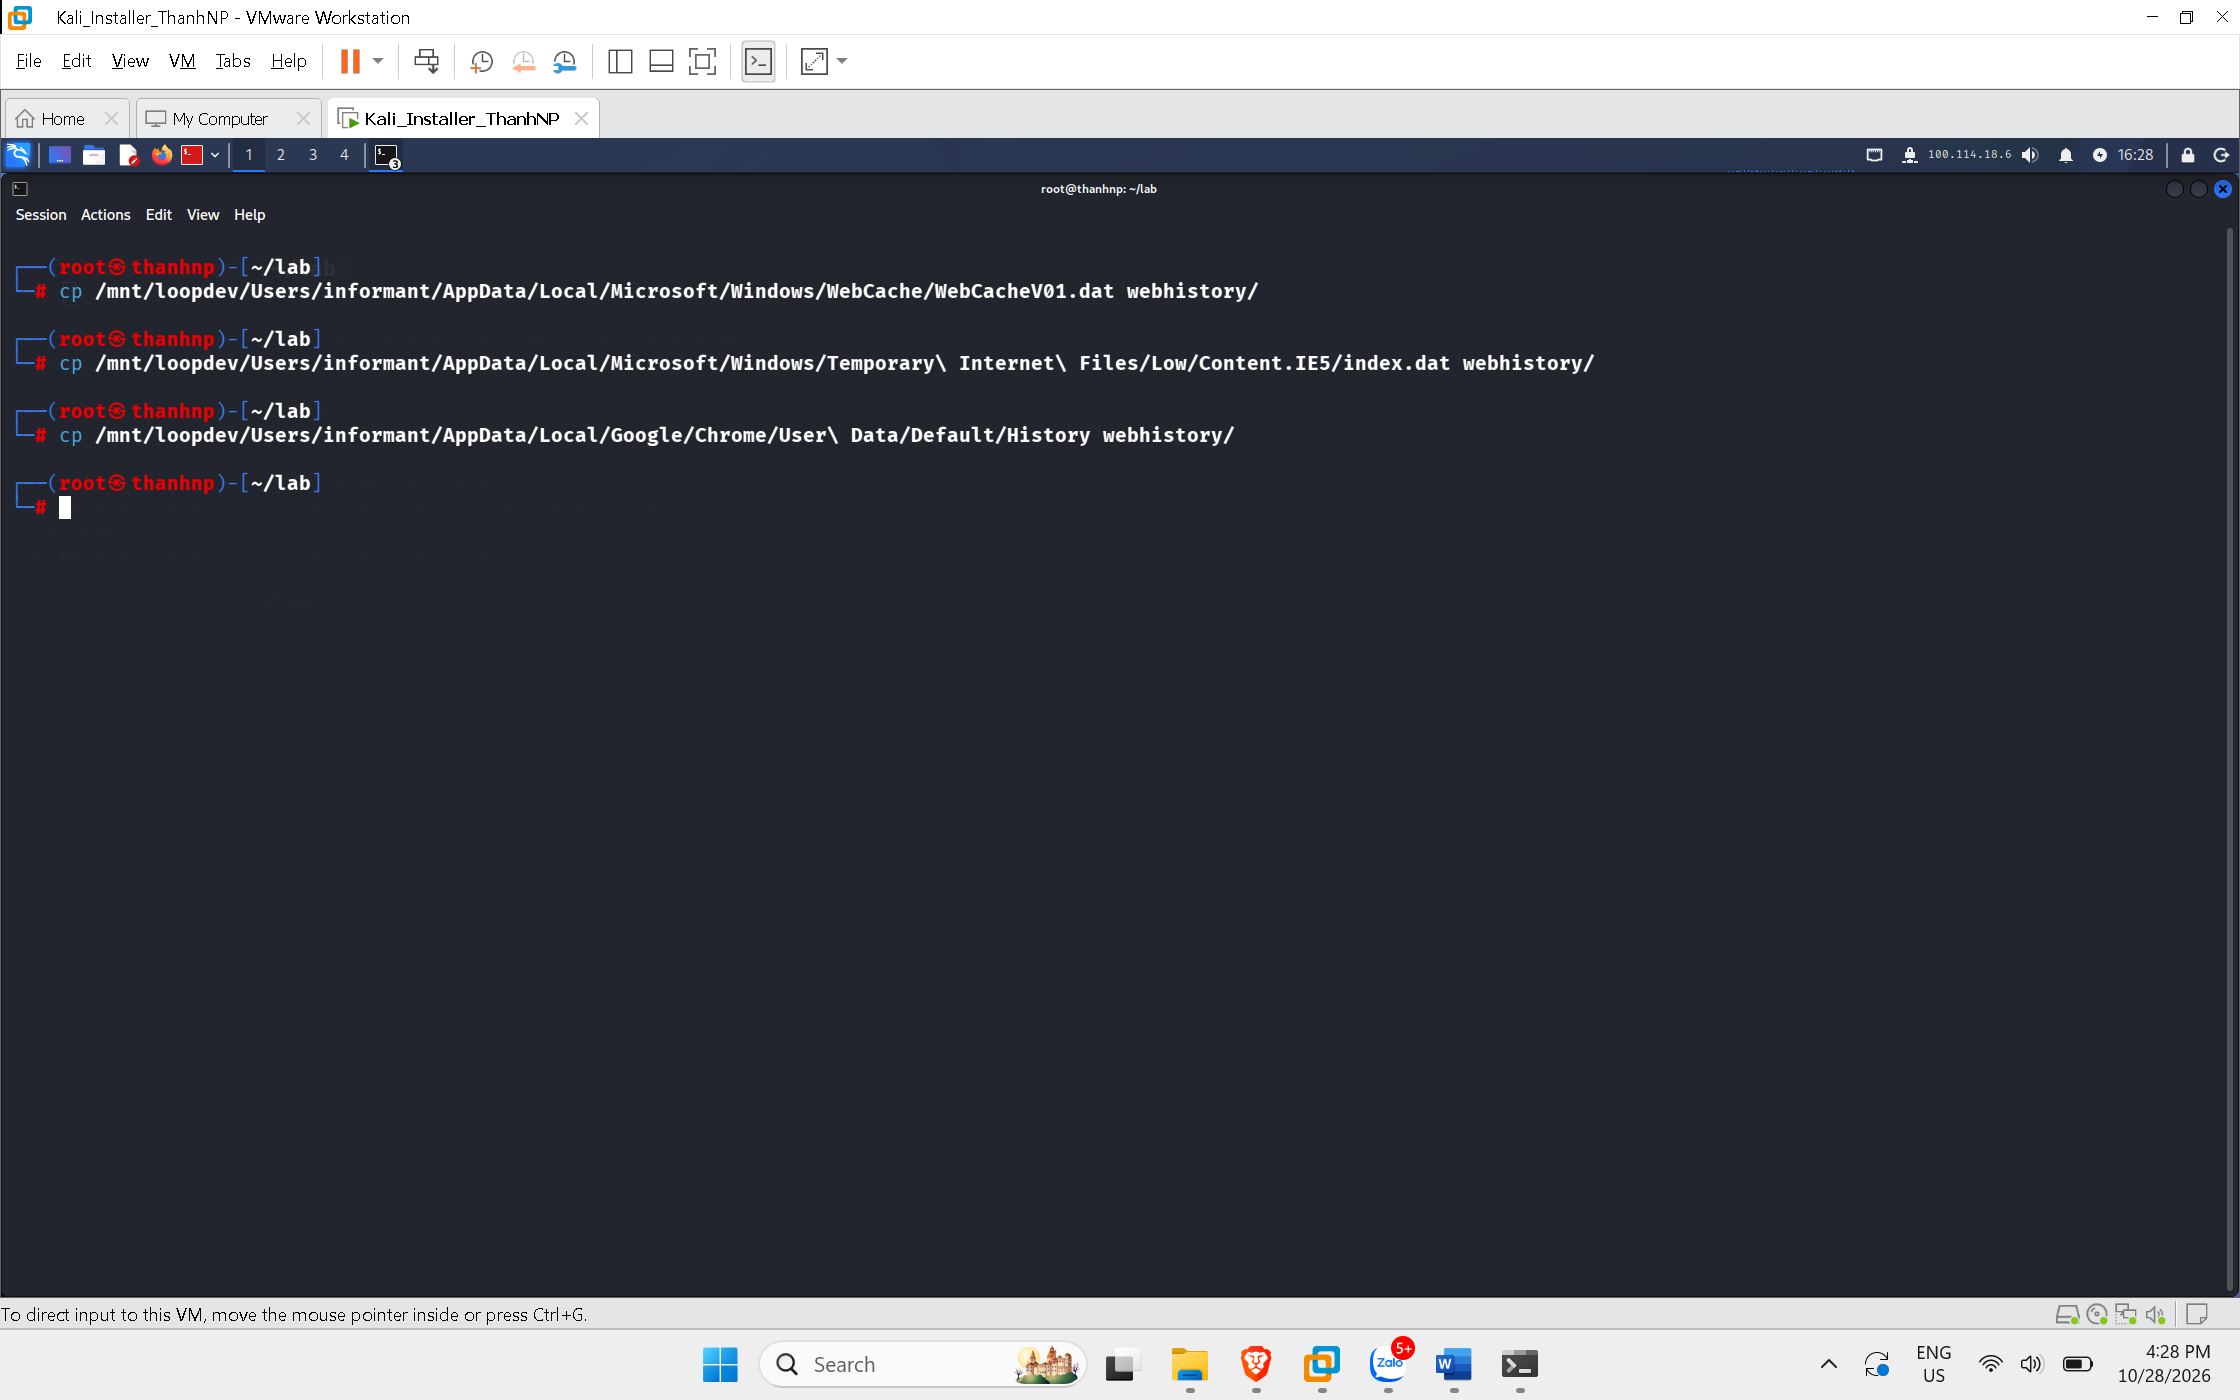 Kali_Installer_ThanhNP - VMware Workstation
File Edit View VM Tabs Help
Home My Computer Kali_Installer_ThanhNP
1 2 3 4 3 100.114.18.6 16:28
root@thanhnp: ~/lab
Session Actions Edit View Help
┌──(root㉿thanhnp)-[~/lab]
└─# cp /mnt/loopdev/Users/informant/AppData/Local/Microsoft/Windows/WebCache/WebCacheV01.dat webhistory/
┌──(root㉿thanhnp)-[~/lab]
└─# cp /mnt/loopdev/Users/informant/AppData/Local/Microsoft/Windows/Temporary\ Internet\ Files/Low/Content.IE5/index.dat webhistory/
┌──(root㉿thanhnp)-[~/lab]
└─# cp /mnt/loopdev/Users/informant/AppData/Local/Google/Chrome/User\ Data/Default/History webhistory/
┌──(root㉿thanhnp)-[~/lab]
└─#
To direct input to this VM, move the mouse pointer inside or press Ctrl+G.
Search Zalo 5+ W ENG 4:28 PM
US 10/28/2026